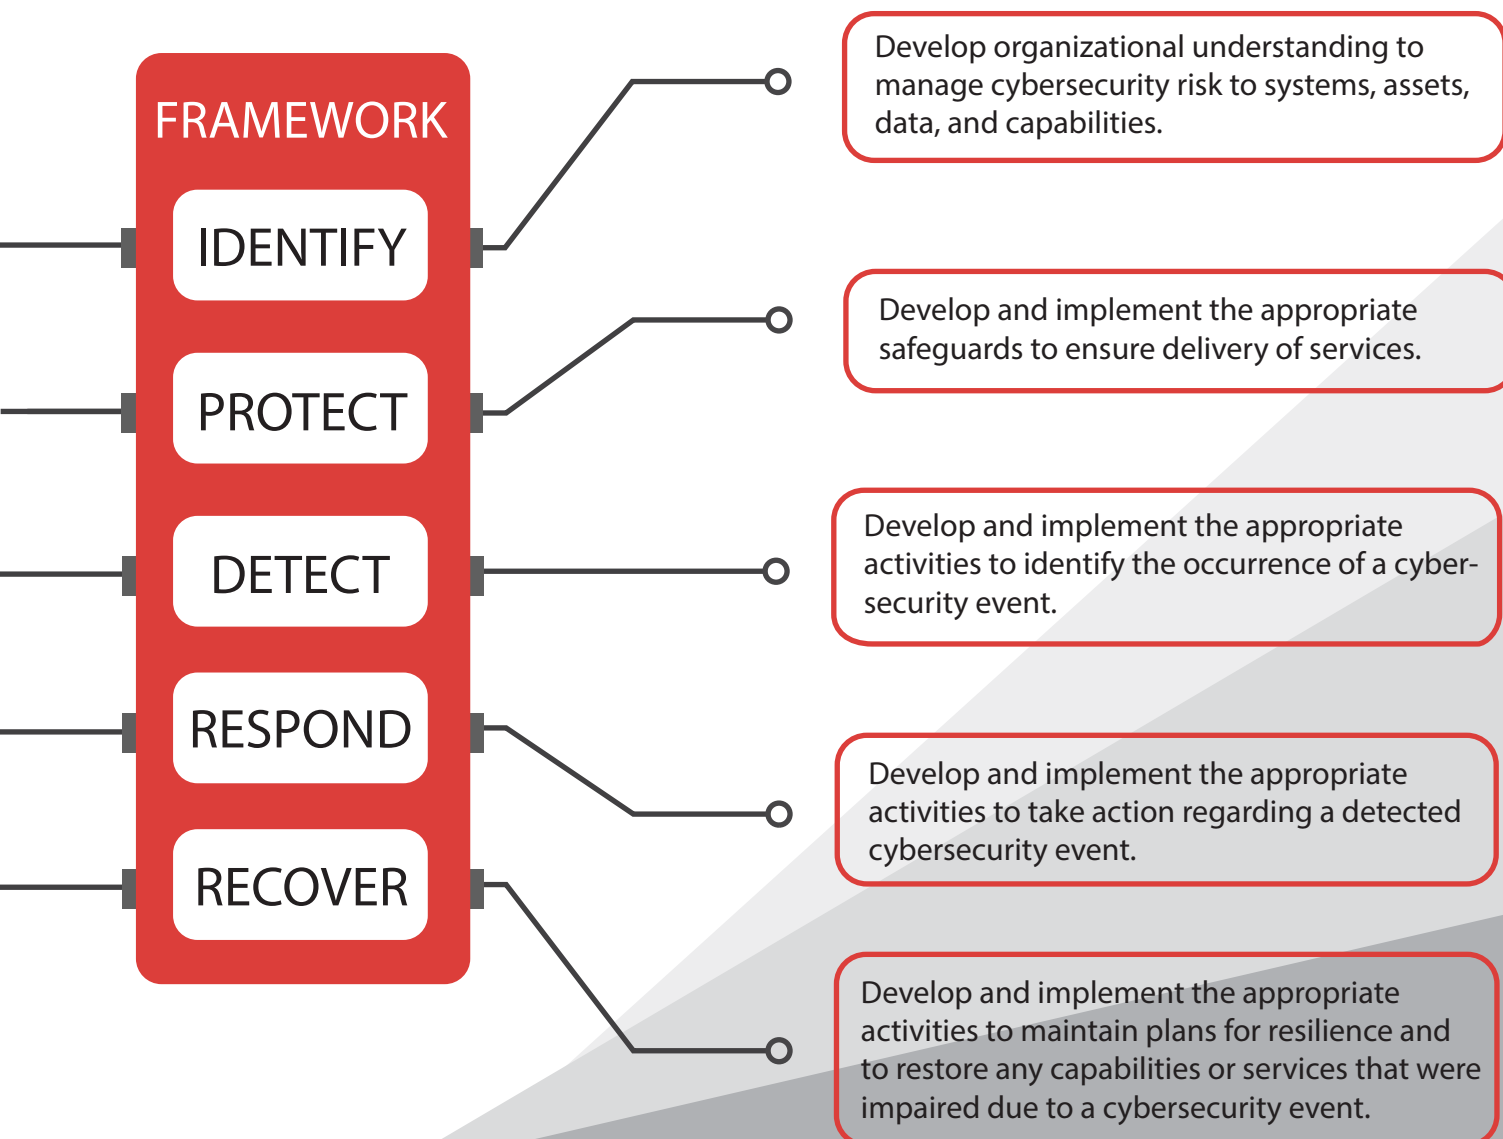 FRAMEWORK
IDENTIFY
Develop organizational understanding to
manage cybersecurity risk to systems, assets,
data, and capabilities.
PROTECT
Develop and implement the appropriate
safeguards to ensure delivery of services.
DETECT
Develop and implement the appropriate
activities to identify the occurrence of a cyber-
security event.
RESPOND
Develop and implement the appropriate
activities to take action regarding a detected
cybersecurity event.
RECOVER
Develop and implement the appropriate
activities to maintain plans for resilience and
to restore any capabilities or services that were
impaired due to a cybersecurity event.